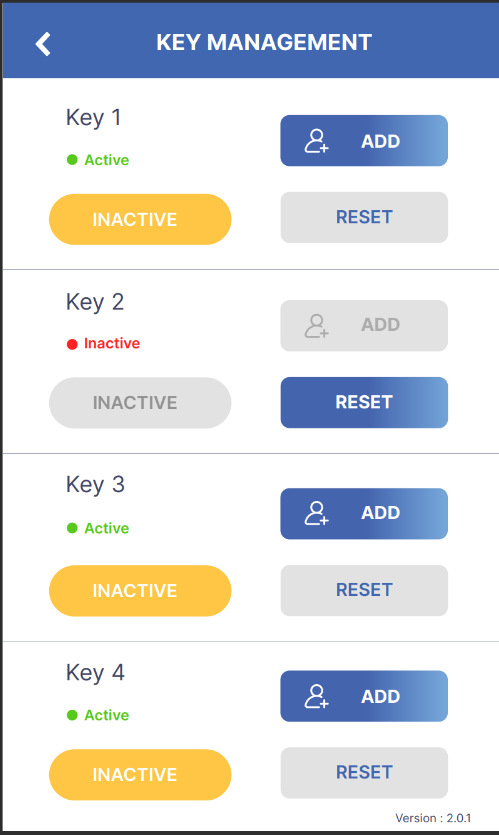 KEY MANAGEMENT
Key 1
ADD
Active
INACTIVE
RESET
Key 2
ADD
Inactive
INACTIVE
RESET
Key 3
ADD
Active
INACTIVE
RESET
Key 4
ADD
Active
INACTIVE
RESET
Version : 2.0.1